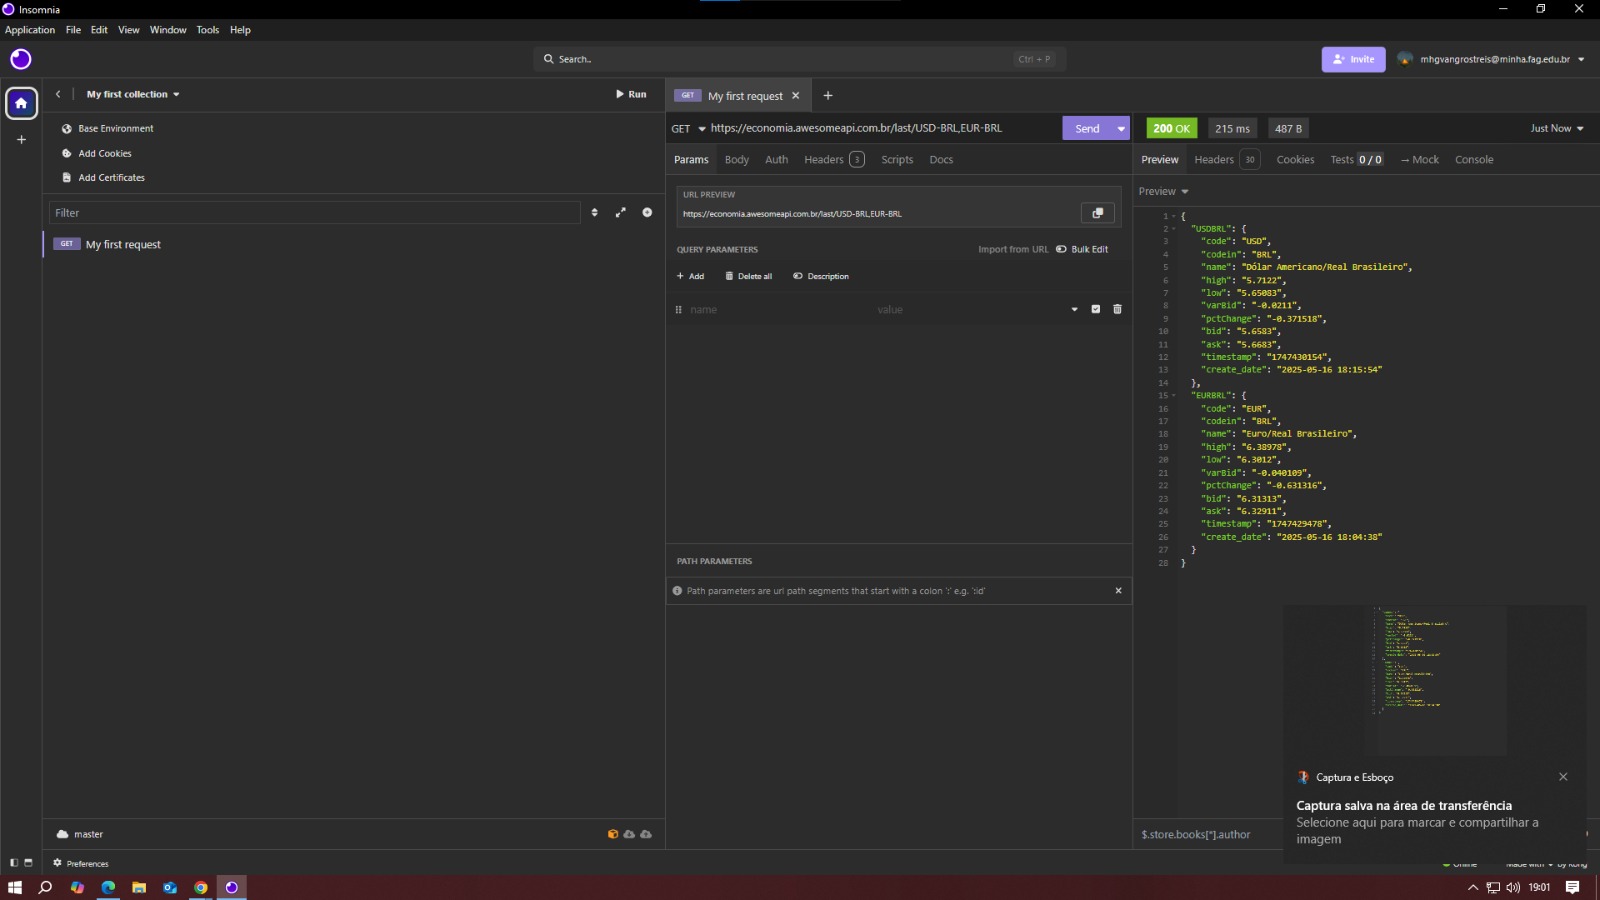 Insomnia
Application File Edit View Window Tools Help
Search.. Ctrl + P
Invite
mhgvangrostreis@minha.fag.edu.br
My first collection
Run
Base Environment
Add Cookies
Add Certificates
Filter
GET My first request
master
Preferences
GET My first request
GET https://economia.awesomeapi.com.br/last/USD-BRL,EUR-BRL Send
Params Body Auth Headers 3 Scripts Docs
URL PREVIEW
https://economia.awesomeapi.com.br/last/USD-BRL,EUR-BRL
QUERY PARAMETERS Import from URL Bulk Edit
+ Add Delete all Description
name value
PATH PARAMETERS
Path parameters are url path segments that start with a colon ':' e.g. ':id'
200 OK 215 ms 487 B Just Now
Preview Headers 30 Cookies Tests 0 / 0 → Mock Console
Preview
1 {
2 "USDBRL": {
3 "code": "USD",
4 "codein": "BRL",
5 "name": "Dólar Americano/Real Brasileiro",
6 "high": "5.7122",
7 "low": "5.65083",
8 "varBid": "-0.0211",
9 "pctChange": "-0.371518",
10 "bid": "5.6583",
11 "ask": "5.6683",
12 "timestamp": "1747430154",
13 "create_date": "2025-05-16 18:15:54"
14 },
15 "EURBRL": {
16 "code": "EUR",
17 "codein": "BRL",
18 "name": "Euro/Real Brasileiro",
19 "high": "6.38978",
20 "low": "6.3012",
21 "varBid": "-0.040109",
22 "pctChange": "-0.631316",
23 "bid": "6.31313",
24 "ask": "6.32911",
25 "timestamp": "1747429478",
26 "create_date": "2025-05-16 18:04:38"
27 }
28 }
Captura e Esboço
Captura salva na área de transferência
Selecione aqui para marcar e compartilhar a
imagem
$.store.books[*].author
Online Made with by Kong
19:01